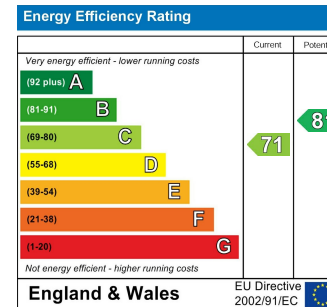 Energy Efficiency Rating
Current Potent
Very energy efficient - lower running costs
(92 plus) A
(81-91) B
(69-80) C
(55-68) D
(39-54) E
(21-38) F
(1-20) G
71
81
Not energy efficient - higher running costs
England & Wales
EU Directive
2002/91/EC